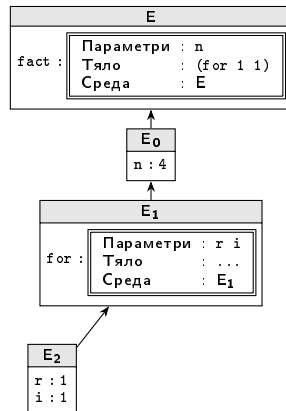 E
fact :
Параметри : n
Тяло : (for 1 1)
Среда : E
E0
n : 4
E1
for :
Параметри : r i
Тяло : ...
Среда : E1
E2
r : 1
i : 1